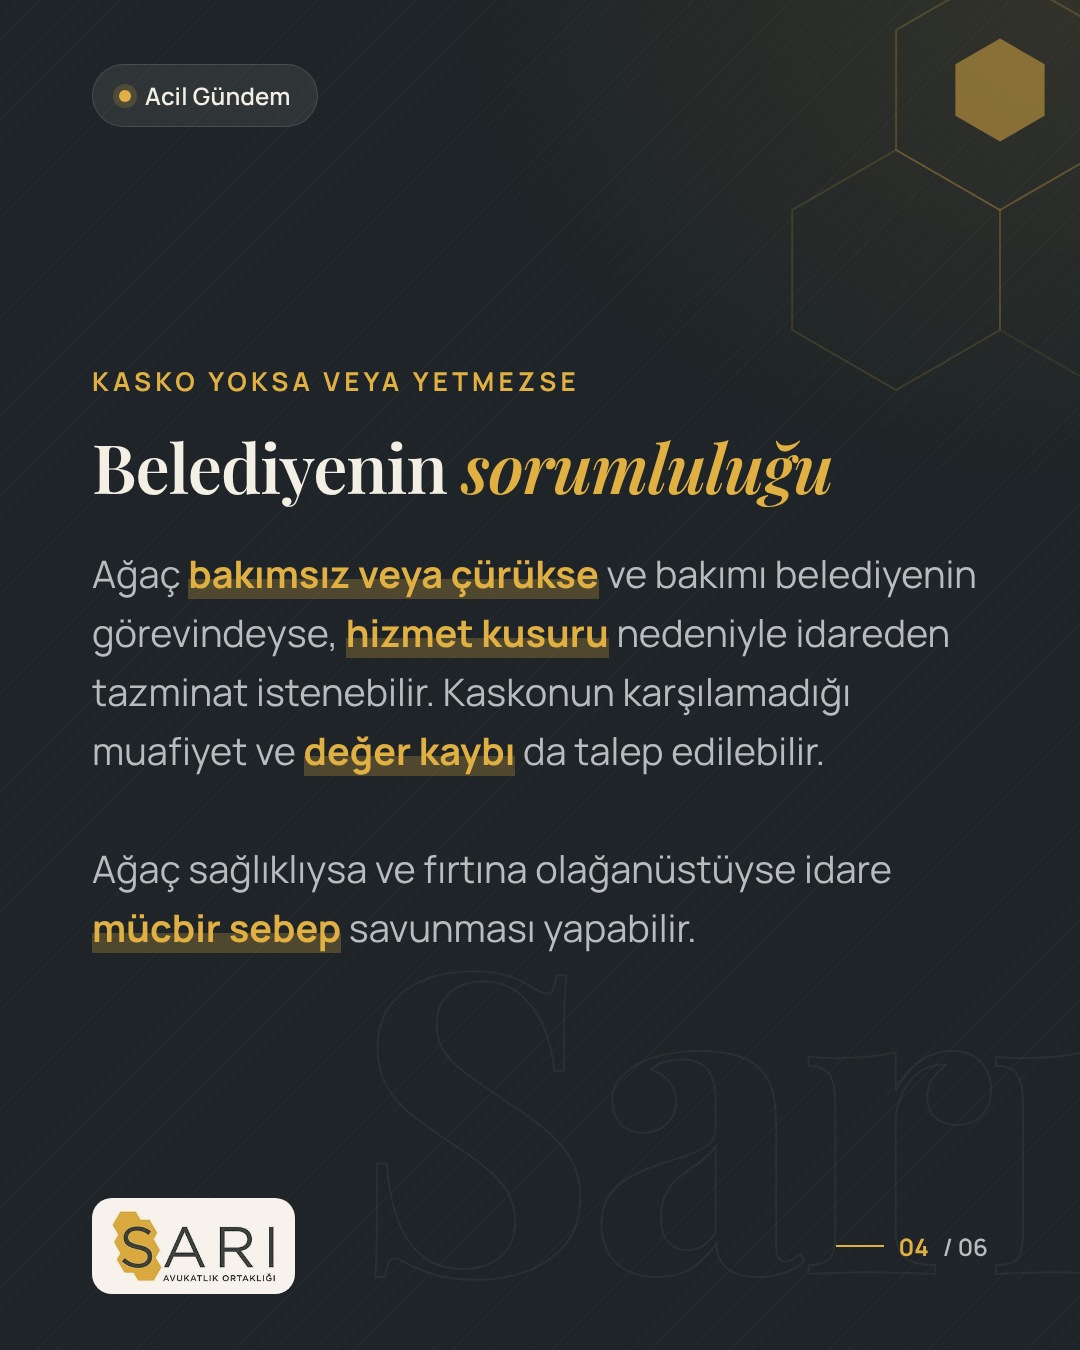 Acil Gündem
KASKO YOKSA VEYA YETMEZSE
Belediyenin sorumluluğu
Ağaç bakımsız veya çürükse ve bakımı belediyenin
görevindeyse, hizmet kusuru nedeniyle idareden
tazminat istenebilir. Kaskonun karşılamadığı
muafiyet ve değer kaybı da talep edilebilir.
Ağaç sağlıklıysa ve fırtına olağanüstüyse idare
mücbir sebep savunması yapabilir.
Sarı
SARI
AVUKATLIK ORTAKLIĞI
04 / 06